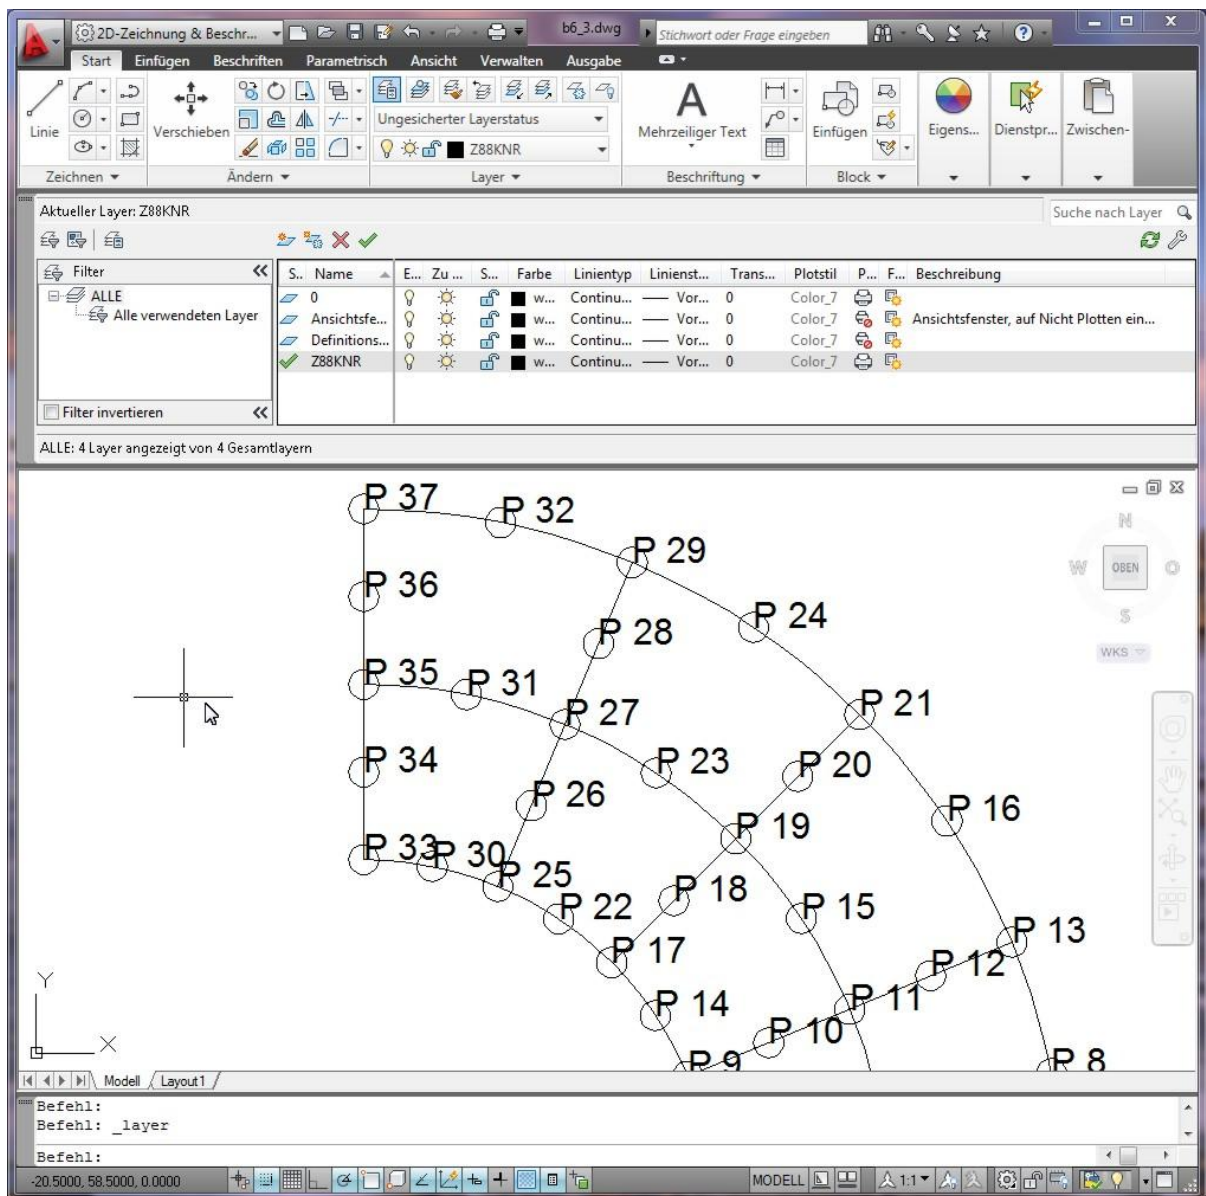 2D-Zeichnung & Beschr... b6_3.dwg Stichwort oder Frage eingeben
Start Einfügen Beschriften Parametrisch Ansicht Verwalten Ausgabe
Linie Verschieben Ungesicherter Layerstatus Mehrzeiliger Text Einfügen Eigens... Dienstpr... Zwischen-
Z88KNR
Zeichnen Ändern Layer Beschriftung Block
Aktueller Layer: Z88KNR Suche nach Layer
Filter S.. Name E... Zu ... S... Farbe Linientyp Linienst... Trans... Plotstil P... F... Beschreibung
ALLE 0 w... Continu... Vor... 0 Color_7
Alle verwendeten Layer Ansichtsfe... w... Continu... Vor... 0 Color_7 Ansichtsfenster, auf Nicht Plotten ein...
Definitions... w... Continu... Vor... 0 Color_7
Z88KNR w... Continu... Vor... 0 Color_7
Filter invertieren
ALLE: 4 Layer angezeigt von 4 Gesamtlayern
P 37
P 32
N
P 29
W OBEN O
P 36
P 24
S
P 28
WKS
P 35
P 31
P 27
P 21
P 34
P 23
P 20
P 26
P 16
P 19
P 33
P 30
P 25
P 18
P 22
P 15
P 13
P 17
P 12
P 14
P 11
P 10
P 9
P 8
Y
X
Modell Layout1
Befehl:
Befehl: _layer
Befehl:
-20.5000, 58.5000, 0.0000 MODELL 1:1